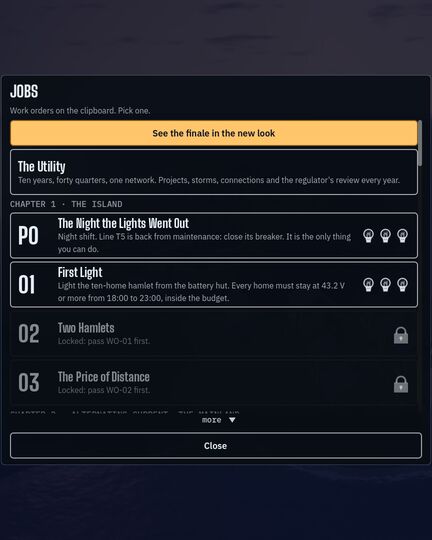 JOBS
Work orders on the clipboard. Pick one.
See the finale in the new look
The Utility
Ten years, forty quarters, one network. Projects, storms, connections and the regulator's review every year.
CHAPTER 1 · THE ISLAND
P0
The Night the Lights Went Out
Night shift. Line T5 is back from maintenance: close its breaker. It is the only thing
you can do.
01
First Light
Light the ten-home hamlet from the battery hut. Every home must stay at 43.2 V
or more from 18:00 to 23:00, inside the budget.
02
Two Hamlets
Locked: pass WO-01 first.
03
The Price of Distance
Locked: pass WO-02 first.
more
Close